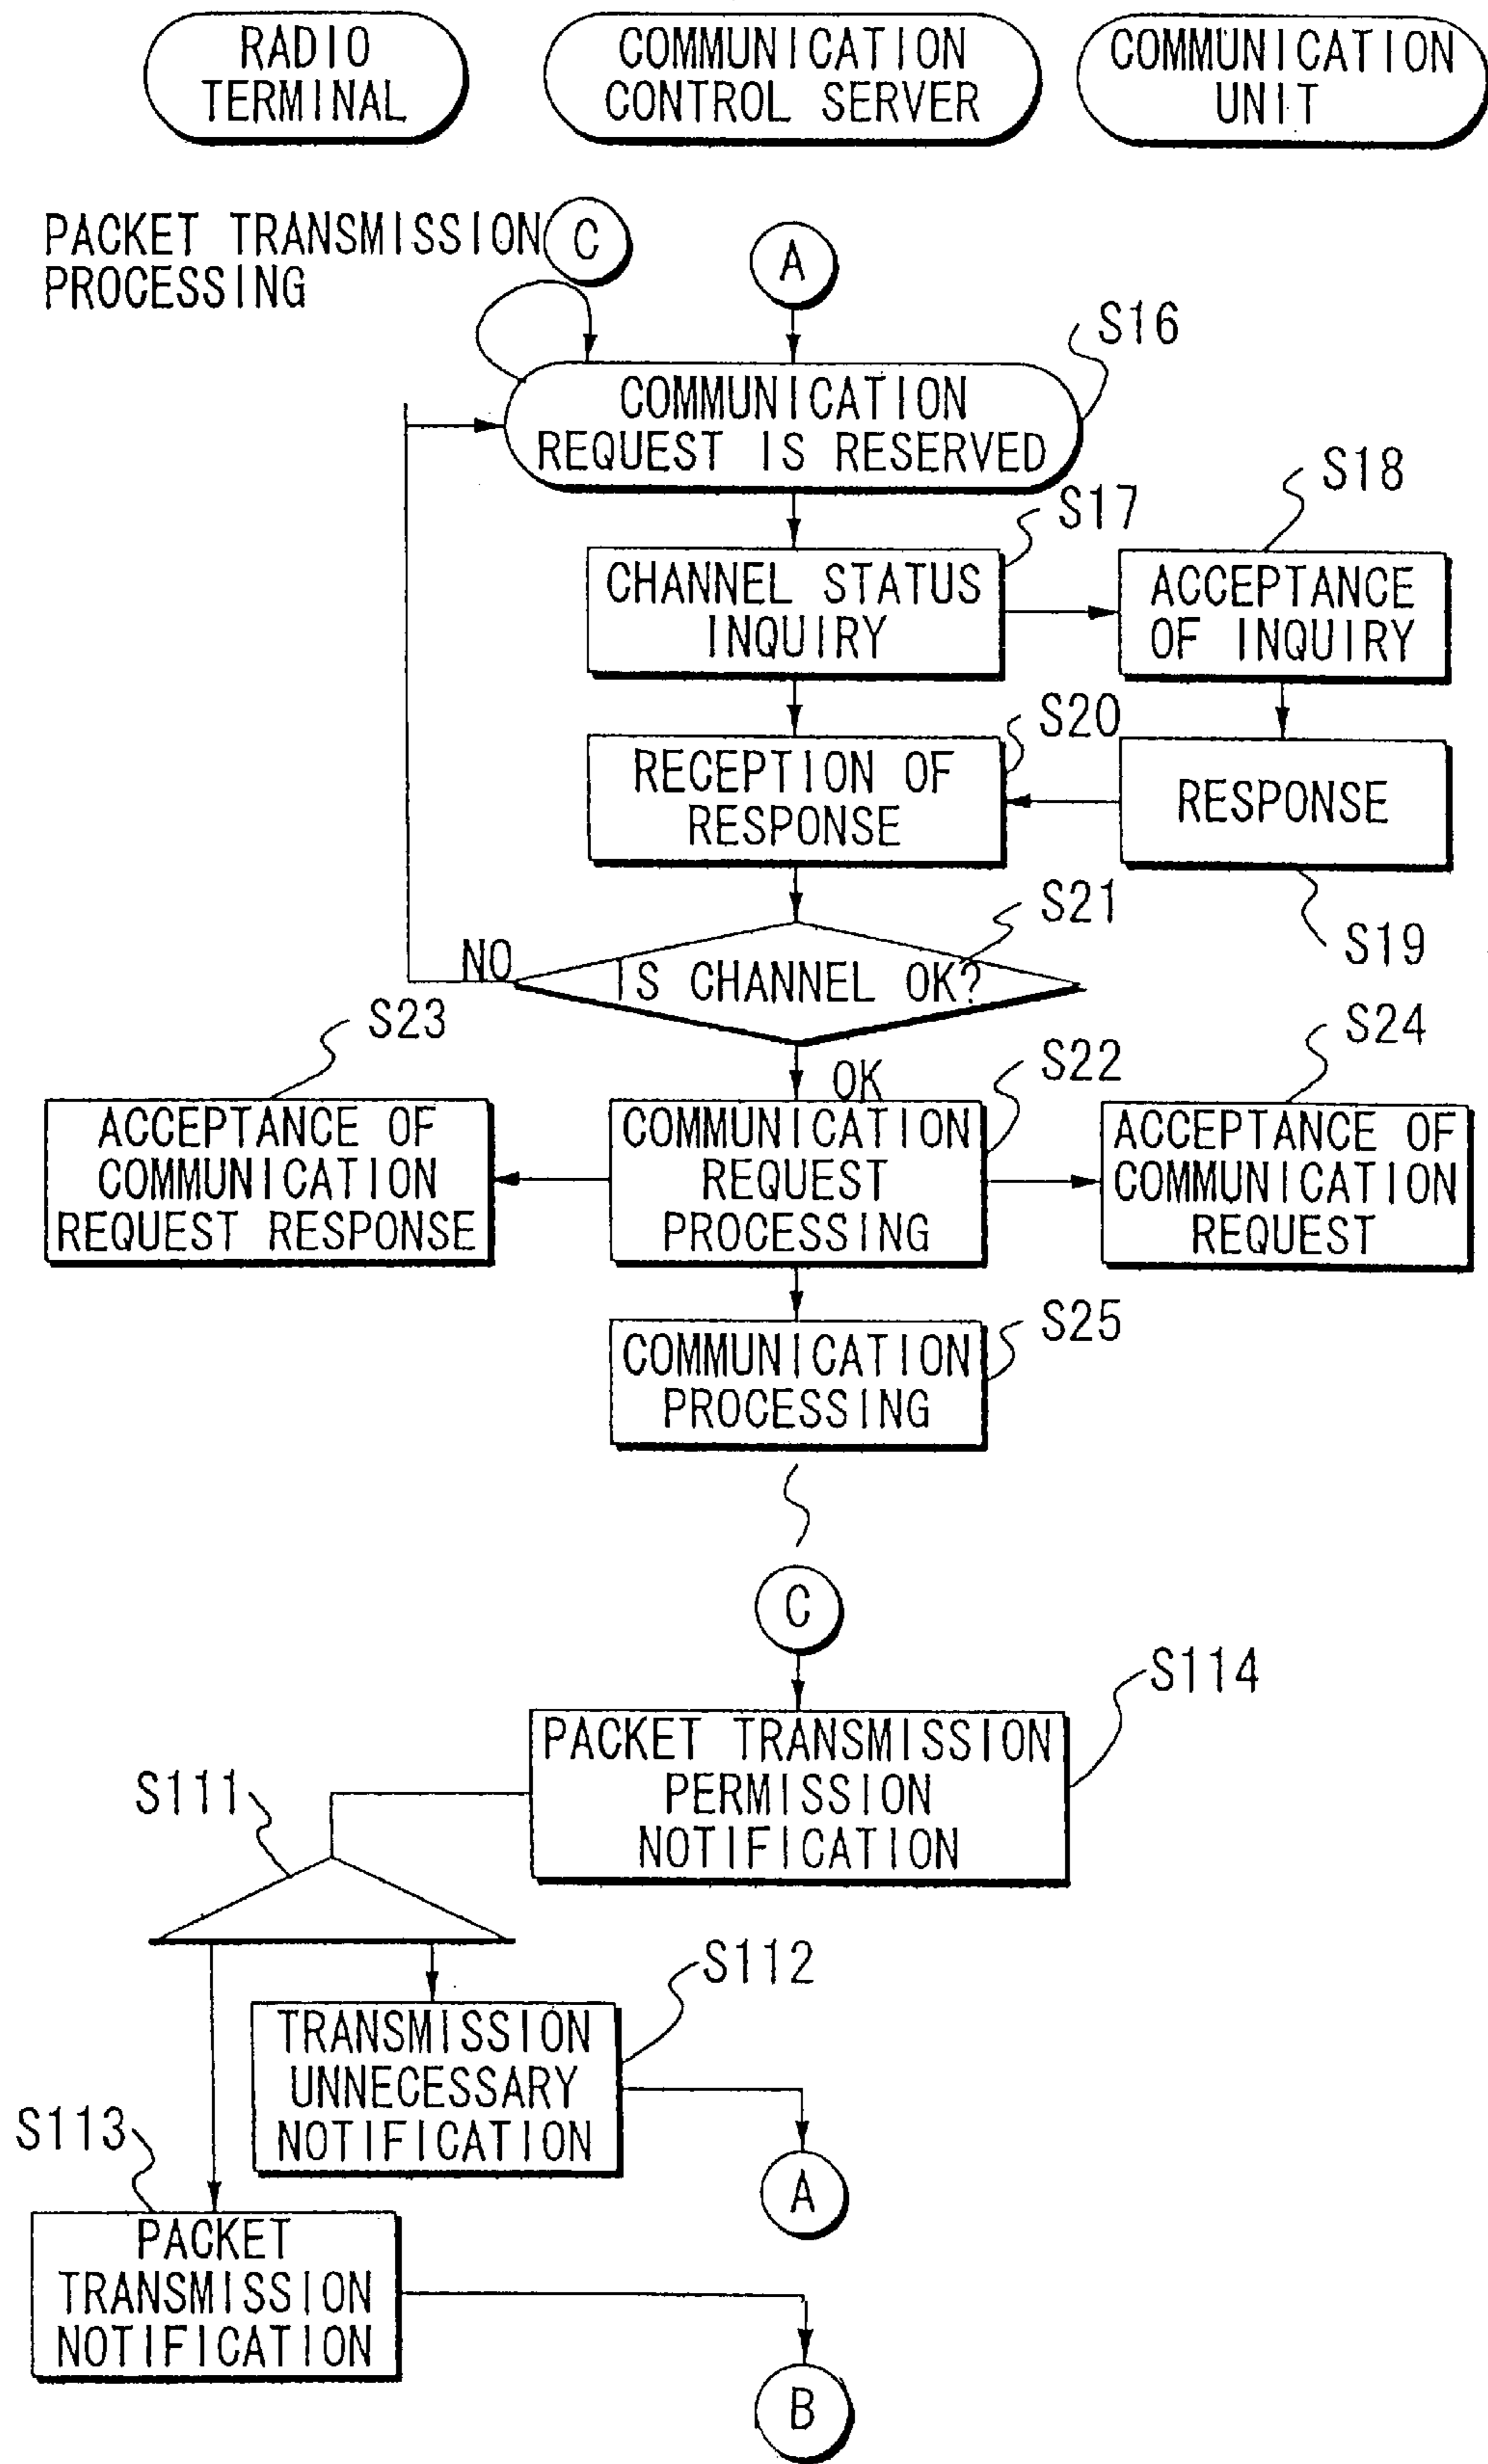 RADIO
TERMINAL
COMMUNICATION
CONTROL SERVER
COMMUNICATION
UNIT
PACKET TRANSMISSION
PROCESSING
C
A
S16
COMMUNICATION
REQUEST IS RESERVED
S17
S18
CHANNEL STATUS
INQUIRY
ACCEPTANCE
OF INQUIRY
S20
RECEPTION OF
RESPONSE
RESPONSE
S19
S21
NO
IS CHANNEL OK?
OK
S23
S22
S24
ACCEPTANCE OF
COMMUNICATION
REQUEST RESPONSE
COMMUNICATION
REQUEST
PROCESSING
ACCEPTANCE OF
COMMUNICATION
REQUEST
S25
COMMUNICATION
PROCESSING
C
S114
PACKET TRANSMISSION
PERMISSION
NOTIFICATION
S111
S112
TRANSMISSION
UNNECESSARY
NOTIFICATION
A
S113
PACKET
TRANSMISSION
NOTIFICATION
B